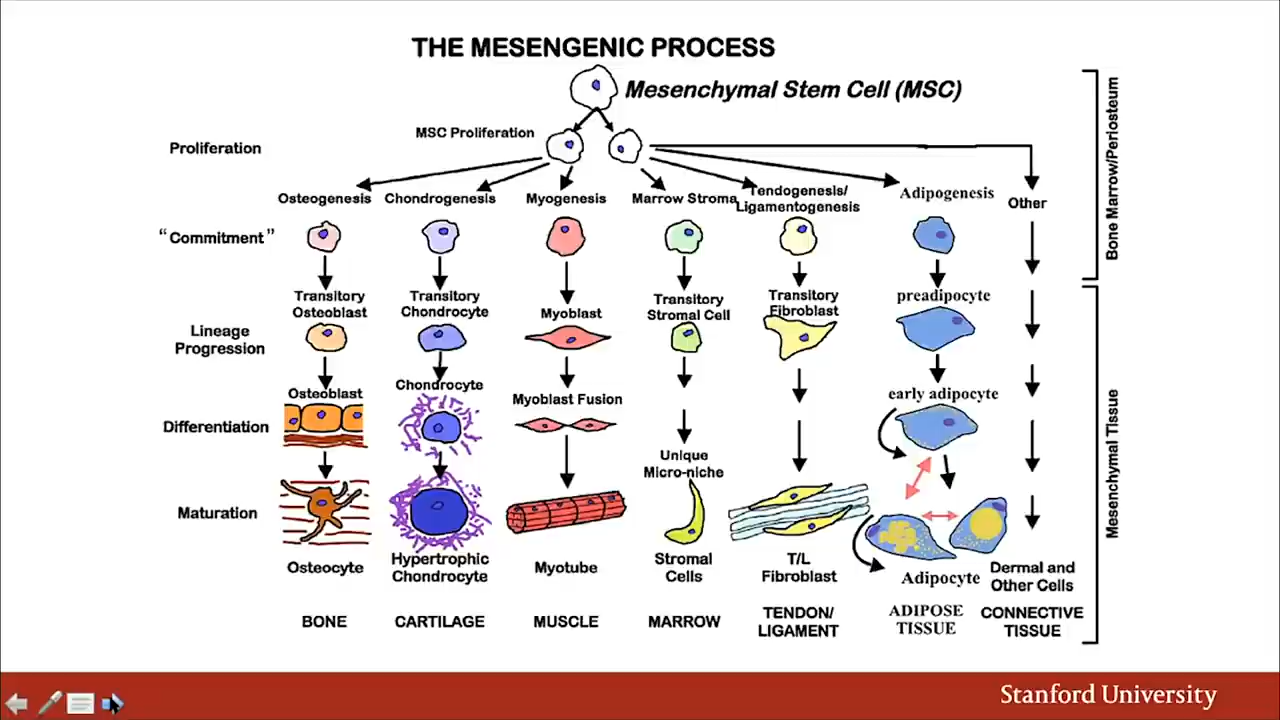 THE MESENGENIC PROCESS
Mesenchymal Stem Cell (MSC)
MSC Proliferation
Proliferation
Osteogenesis
Chondrogenesis
Myogenesis
Marrow Stroma
Tendogenesis/
Ligamentogenesis
Adipogenesis
Other
Bone Marrow/Periosteum
“Commitment”
Transitory
Osteoblast
Transitory
Chondrocyte
Myoblast
Transitory
Stromal Cell
Transitory
Fibroblast
preadipocyte
Lineage
Progression
Osteoblast
Chondrocyte
Myoblast Fusion
early adipocyte
Differentiation
Unique
Micro-niche
Mesenchymal Tissue
Maturation
Osteocyte
Hypertrophic
Chondrocyte
Myotube
Stromal
Cells
T/L
Fibroblast
Adipocyte
Dermal and
Other Cells
BONE
CARTILAGE
MUSCLE
MARROW
TENDON/
LIGAMENT
ADIPOSE
TISSUE
CONNECTIVE
TISSUE
Stanford University